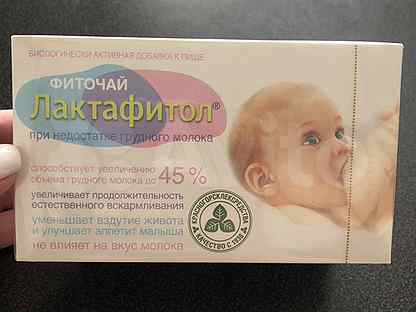 БИОЛОГИЧЕСКИ АКТИВНАЯ ДОБАВКА К ПИЩЕ
ФИТОЧАЙ
Лактафитол®
при недостатке грудного молока
способствует увеличению
объема грудного молока до 45%
увеличивает продолжительность
естественного вскармливания
уменьшает вздутие живота
и улучшает аппетит малыша
не влияет на вкус молока
КРАСНОГОРСКЛЕКСРЕДСТВА
КАЧЕСТВО С 1938